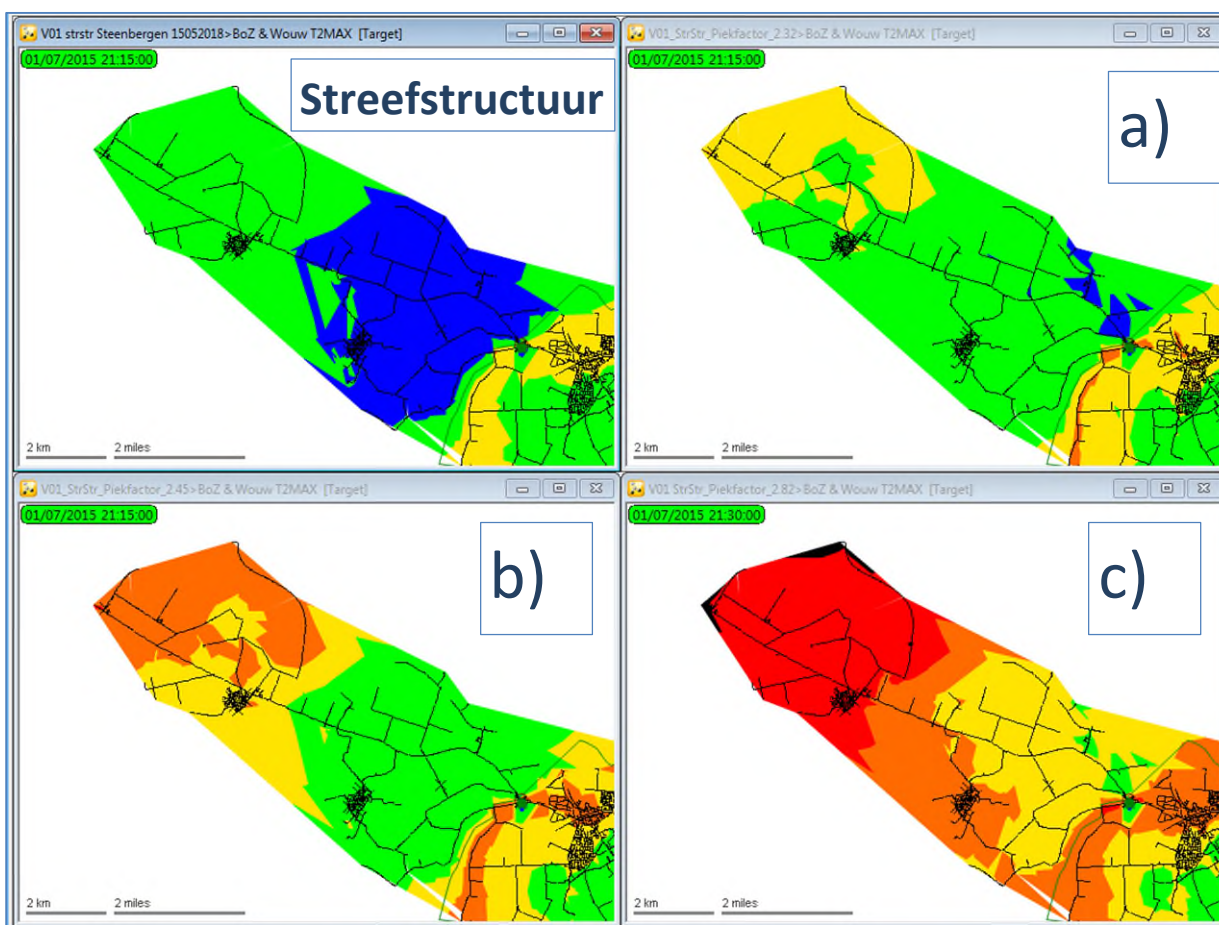 V01 strstr Steenbergen 15052018>BoZ & Wouw T2MAX [Target]
01/07/2015 21:15:00
Streefstructuur
2 km
2 miles
V01_StrStr_Piekfactor_2.32>BoZ & Wouw T2MAX [Target]
01/07/2015 21:15:00
a)
2 km
2 miles
V01_StrStr_Piekfactor_2.45>BoZ & Wouw T2MAX [Target]
01/07/2015 21:15:00
b)
2 km
2 miles
V01 StrStr_Piekfactor_2.82>BoZ & Wouw T2MAX [Target]
01/07/2015 21:30:00
c)
2 km
2 miles